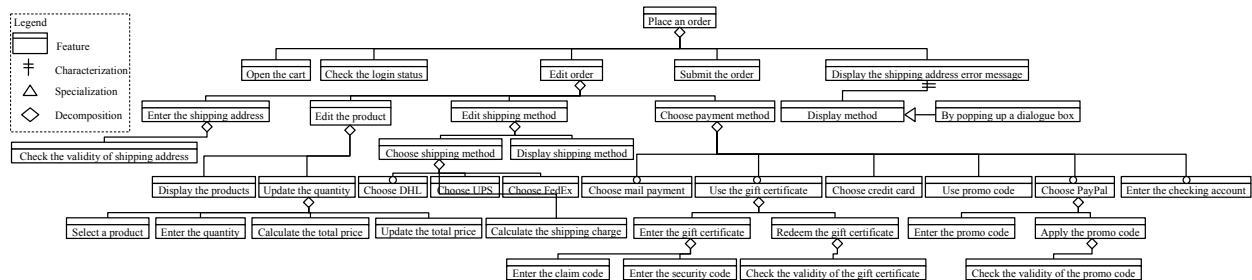 Legend
Feature
Characterization
Specialization
Decomposition
Place an order
Open the cart
Check the login status
Edit order
Submit the order
Display the shipping address error message
Enter the shipping address
Edit the product
Edit shipping method
Choose payment method
Display method
By popping up a dialogue box
Check the validity of shipping address
Choose shipping method
Display shipping method
Display the products
Update the quantity
Choose DHL
Choose UPS
Choose FedEx
Choose mail payment
Use the gift certificate
Choose credit card
Use promo code
Choose PayPal
Enter the checking account
Select a product
Enter the quantity
Calculate the total price
Update the total price
Calculate the shipping charge
Enter the gift certificate
Redeem the gift certificate
Enter the promo code
Apply the promo code
Enter the claim code
Enter the security code
Check the validity of the gift certificate
Check the validity of the promo code